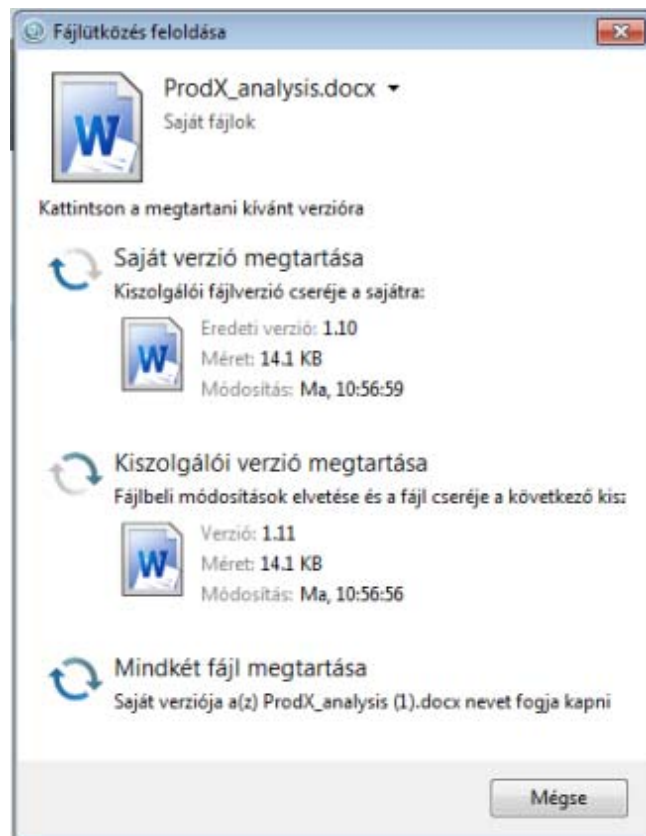 Fájlütközés feloldása
ProdX_analysis.docx
Saját fájlok
Kattintson a megtartani kívánt verzióra
Saját verzió megtartása
Kiszolgálói fájlverzió cseréje a sajátra:
Eredeti verzió: 1.10
Méret: 14.1 KB
Módosítás: Ma, 10:56:59
Kiszolgálói verzió megtartása
Fájlbeli módosítások elvetése és a fájl cseréje a következő kisz
Verzió: 1.11
Méret: 14.1 KB
Módosítás: Ma, 10:56:56
Mindkét fájl megtartása
Saját verziója a(z) ProdX_analysis (1).docx nevet fogja kapni
Mégse